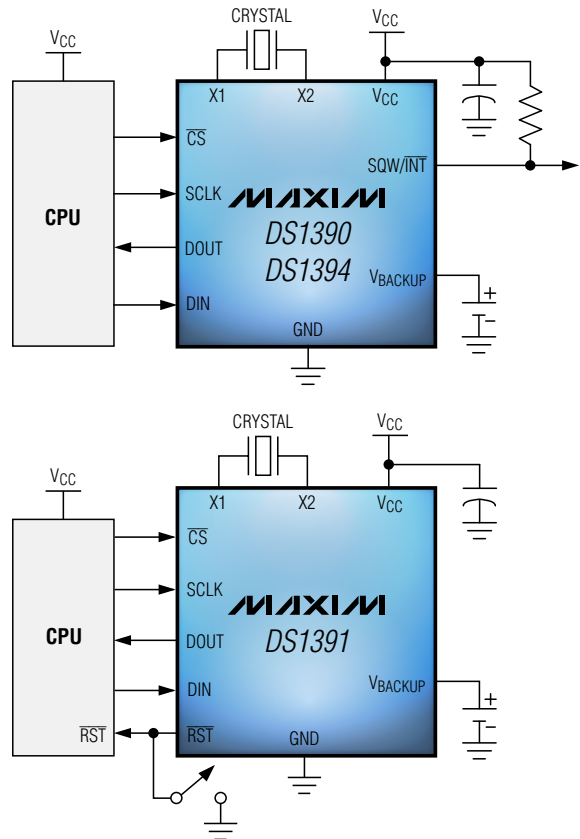 CRYSTAL
VCC
VCC
X1
X2
VCC
CS
SQW/INT
SCLK
MAXIM
CPU
DS1390
DOUT
DS1394
VBACKUP
+
-
DIN
GND
CRYSTAL
VCC
VCC
X1
X2
VCC
CS
SCLK
MAXIM
CPU
DOUT
DS1391
VBACKUP
DIN
+
-
RST
RST
GND